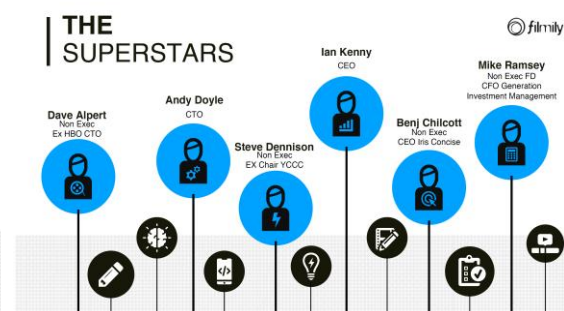 THE
SUPERSTARS
filmily
Dave Alpert
Non Exec
Ex HBO CTO
Andy Doyle
CTO
Steve Dennison
Non Exec
EX Chair YCCC
Ian Kenny
CEO
Benj Chilcott
Non Exec
CEO Iris Concise
Mike Ramsey
Non Exec FD
CFO Generation
Investment Management
</>